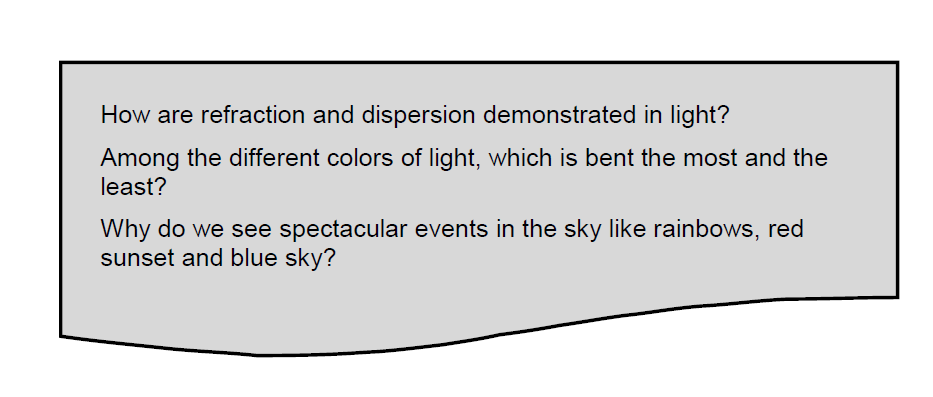 How are refraction and dispersion demonstrated in light?
Among the different colors of light, which is bent the most and the
least?
Why do we see spectacular events in the sky like rainbows, red
sunset and blue sky?